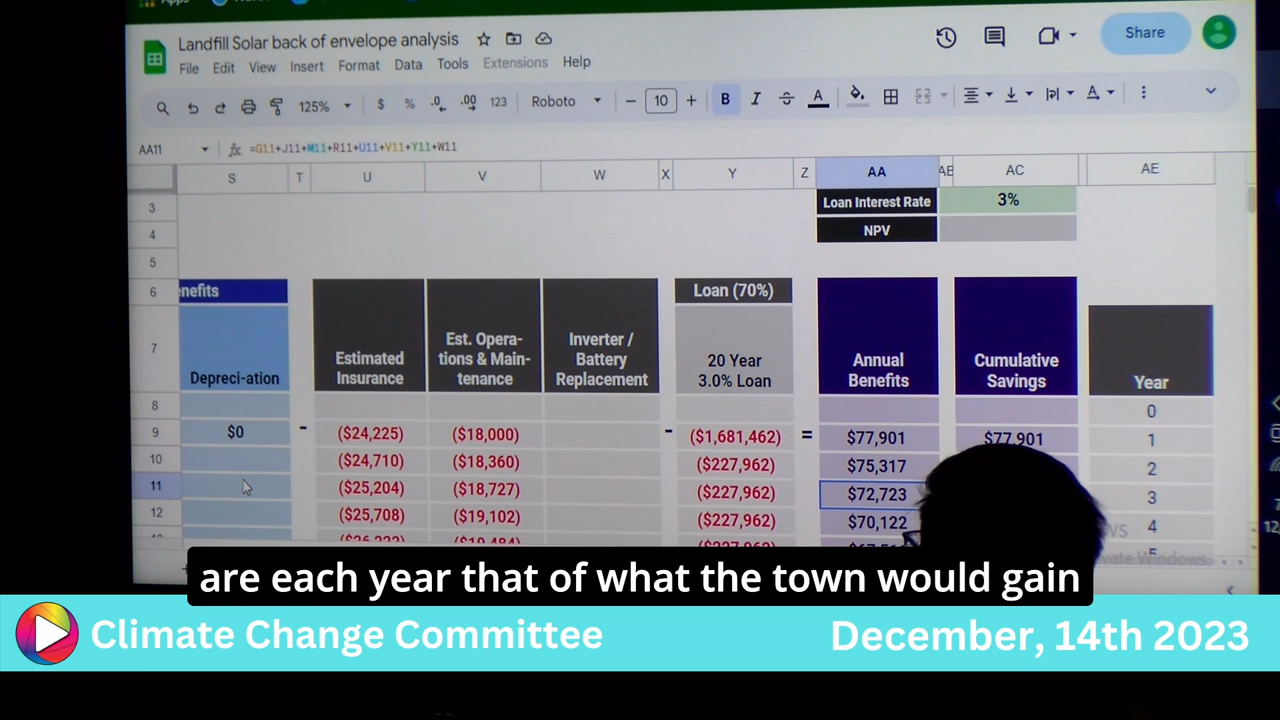 Apps
Landfill Solar back of envelope analysis
Share
File Edit View Insert Format Data Tools Extensions Help
125% $ % .0 .00 123 Roboto 10 B I A
AA11 fx =G11+J11+M11+R11+U11+V11+Y11+W11
S T U V W X Y Z AA AB AC AE
3 Loan Interest Rate 3%
4 NPV
5
6 nefits Loan (70%)
7 Depreci-ation Estimated Insurance Est. Opera-tions & Main-tenance Inverter / Battery Replacement 20 Year 3.0% Loan Annual Benefits Cumulative Savings Year
8 0
9 $0 - ($24,225) ($18,000) - ($1,681,462) = $77,901 $77,901 1
10 ($24,710) ($18,360) ($227,962) $75,317 2
11 ($25,204) ($18,727) ($227,962) $72,723 3
12 ($25,708) ($19,102) ($227,962) $70,122 4
are each year that of what the town would gain
Climate Change Committee December, 14th 2023